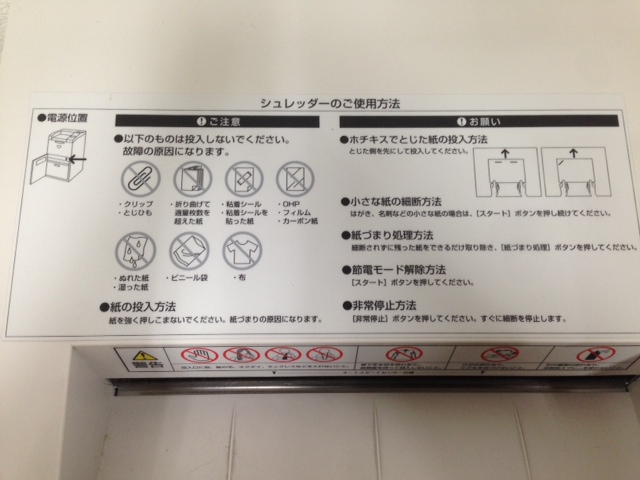 シュレッダーのご使用方法
●電源位置
ご注意
●以下のものは投入しないでください。
故障の原因になります。
・クリップ
・とじひも
・折り曲げて
適量枚数を
超えた紙
・粘着シール
・粘着シールを
貼った紙
・OHP
・フィルム
・カーボン紙
・ぬれた紙
・湿った紙
・ビニール袋
・布
●紙の投入方法
紙を強く押しこまないでください。紙づまりの原因になります。
お願い
●ホチキスでとじた紙の投入方法
とじた側を先にして投入してください。
●小さな紙の細断方法
はがき、名刺などの小さな紙の場合は、[スタート]ボタンを押し続けてください。
●紙づまり処理方法
細断されずに残った紙をできるだけ取り除き、[紙づまり処理]ボタンを押してください。
●節電モード解除方法
[スタート]ボタンを押してください。
●非常停止方法
[非常停止]ボタンを押してください。すぐに細断を停止します。
警告